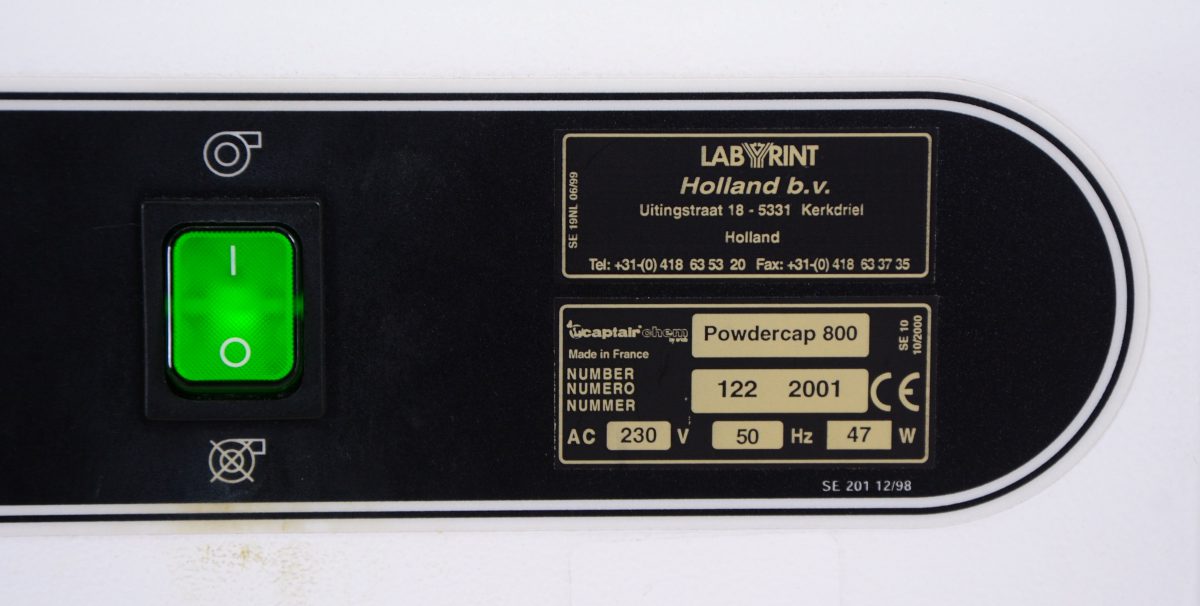 I
O
LABYRINT
Holland b.v.
Uitingstraat 18 - 5331 Kerkdriel
Holland
Tel: +31-(0) 418 63 53 20 Fax: +31-(0) 418 63 37 35
SE 19NL 06/99
captair chem
Powdercap 800
SE 10
10/2000
Made in France
NUMBER
NUMERO
NUMMER
122 2001
CE
AC 230 V 50 Hz 47 W
SE 201 12/98